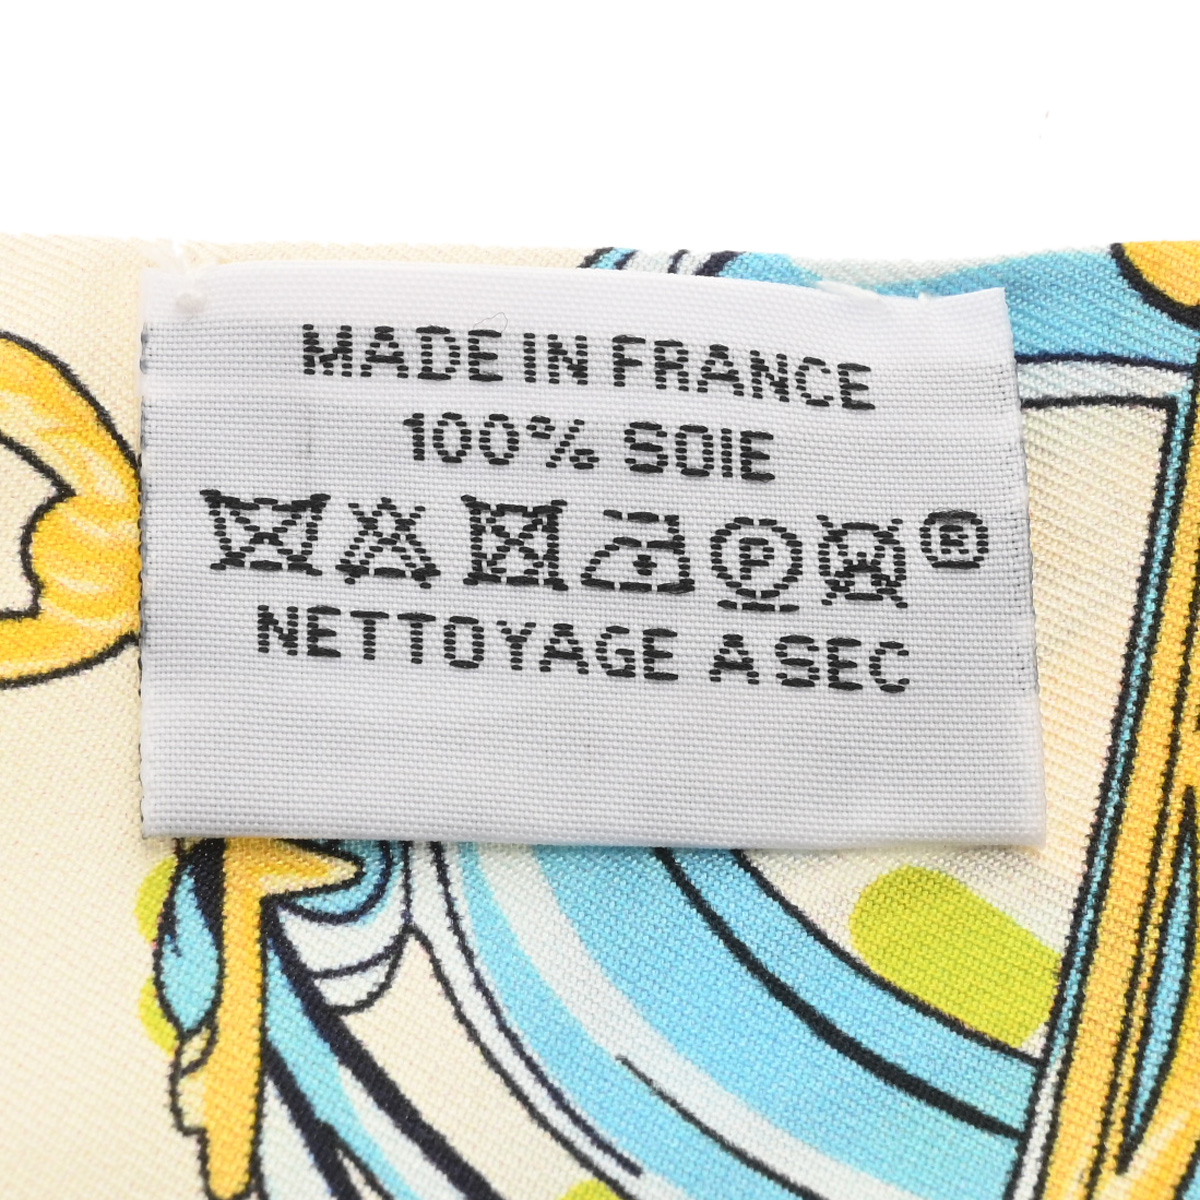 MADE IN FRANCE
100% SOIE
P W ®
NETTOYAGE A SEC